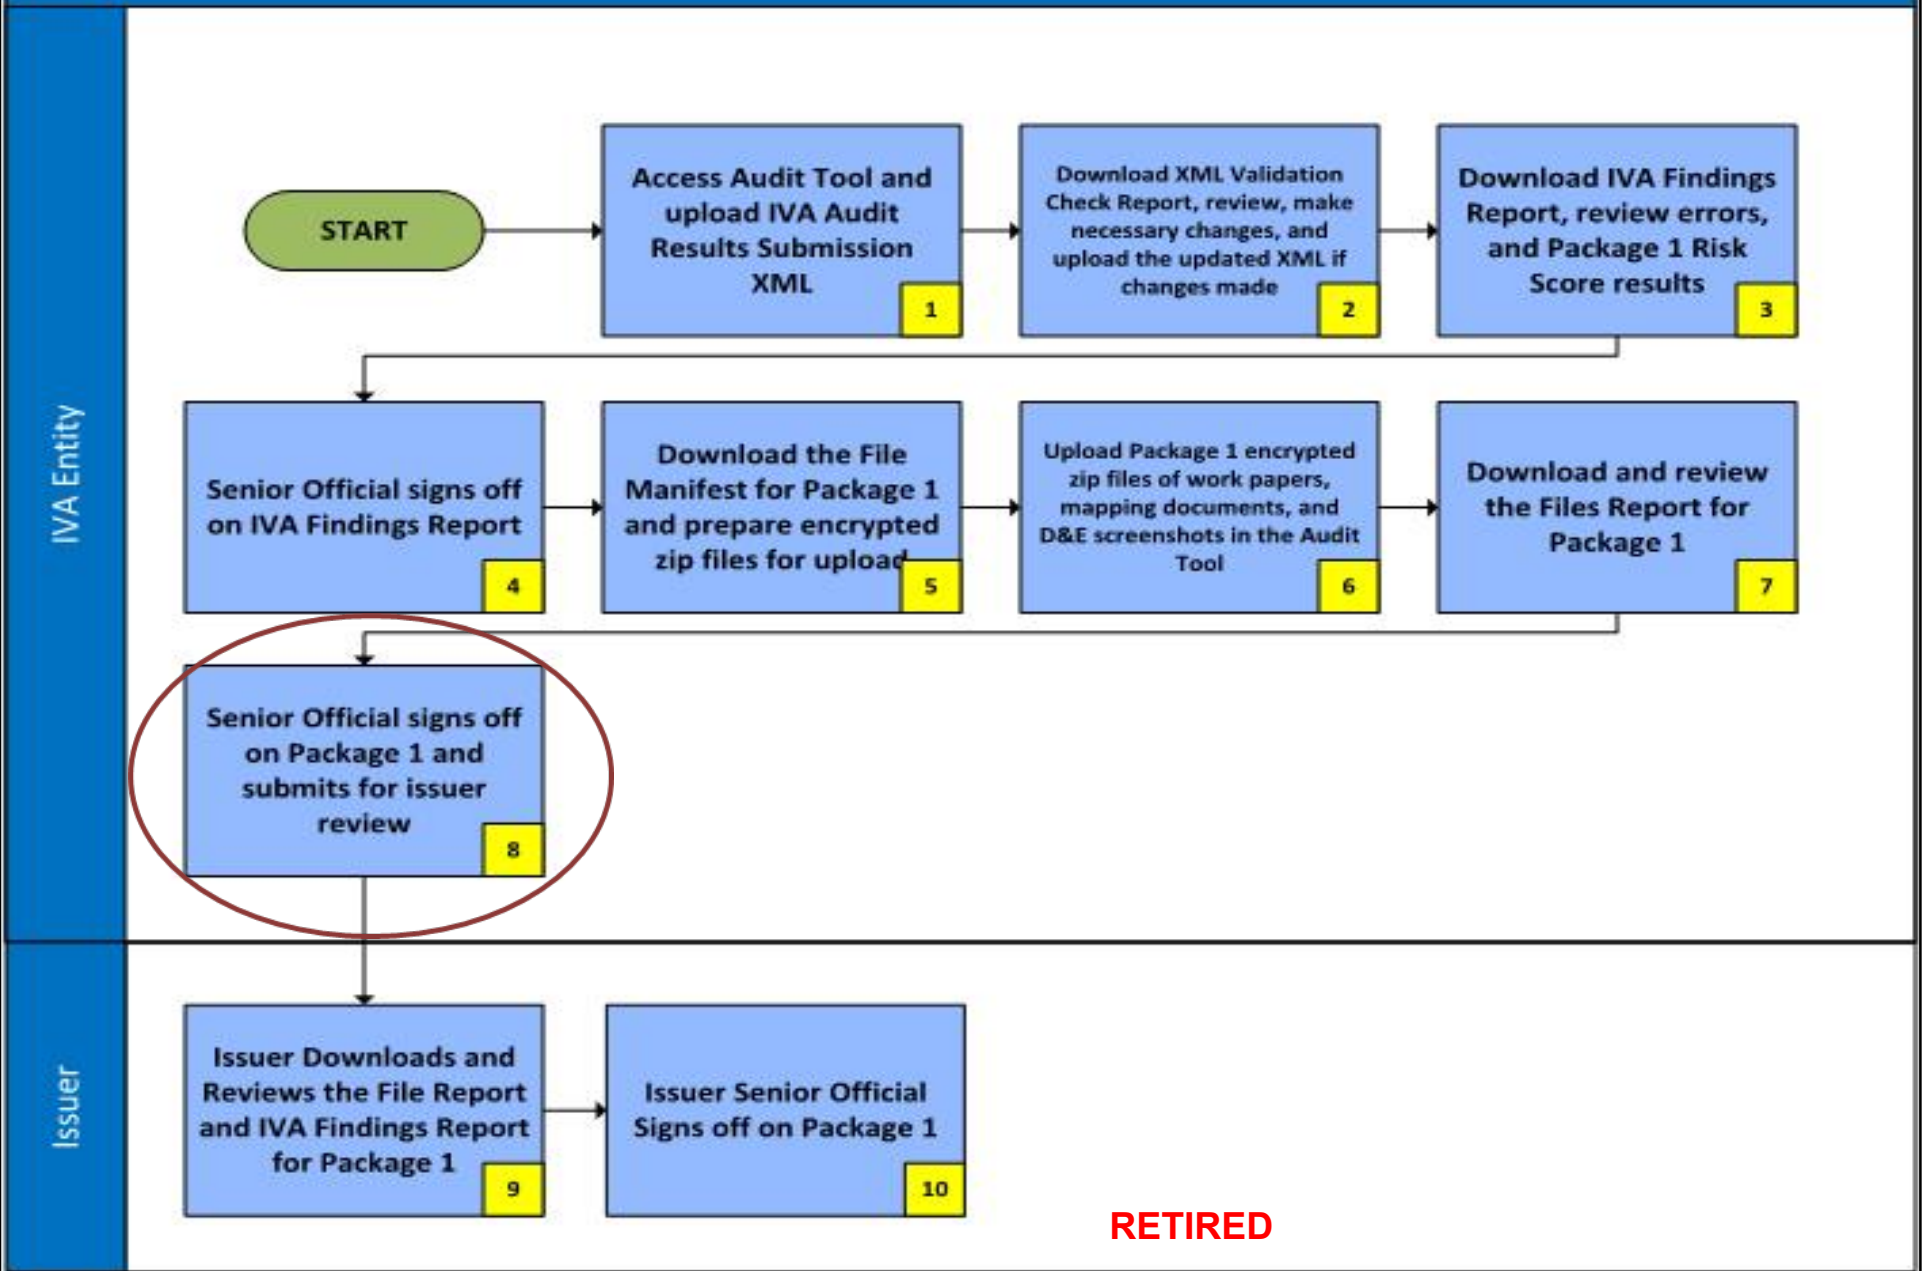 IVA Entity
START
Access Audit Tool and
upload IVA Audit
Results Submission
XML
1
Download XML Validation
Check Report, review, make
necessary changes, and
upload the updated XML if
changes made
2
Download IVA Findings
Report, review errors,
and Package 1 Risk
Score results
3
Senior Official signs off
on IVA Findings Report
4
Download the File
Manifest for Package 1
and prepare encrypted
zip files for upload
5
Upload Package 1 encrypted
zip files of work papers,
mapping documents, and
D&E screenshots in the Audit
Tool
6
Download and review
the Files Report for
Package 1
7
Senior Official signs off
on Package 1 and
submits for issuer
review
8
Issuer
Issuer Downloads and
Reviews the File Report
and IVA Findings Report
for Package 1
9
Issuer Senior Official
Signs off on Package 1
10
RETIRED